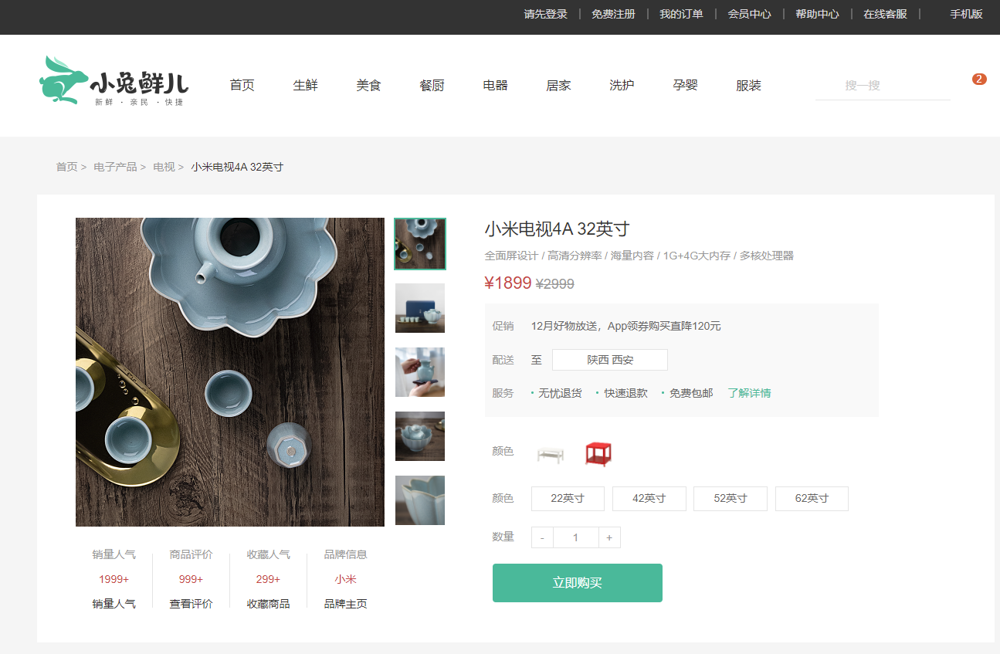 请先登录 | 免费注册 | 我的订单 | 会员中心 | 帮助中心 | 在线客服 | 手机版
小兔鲜儿
新鲜 · 亲民 · 快捷
首页 生鲜 美食 餐厨 电器 居家 洗护 孕婴 服装 搜一搜 2
首页 > 电子产品 > 电视 > 小米电视4A 32英寸
小米电视4A 32英寸
全面屏设计 / 高清分辨率 / 海量内容 / 1G+4G大内存 / 多核处理器
¥1899 ¥2999
促销 12月好物放送，App领券购买直降120元
配送 至 陕西 西安
服务 · 无忧退货 · 快速退款 · 免费包邮 了解详情
颜色
颜色 22英寸 42英寸 52英寸 62英寸
数量 - 1 +
立即购买
销量人气 商品评价 收藏人气 品牌信息
1999+ 999+ 299+ 小米
销量人气 查看评价 收藏商品 品牌主页